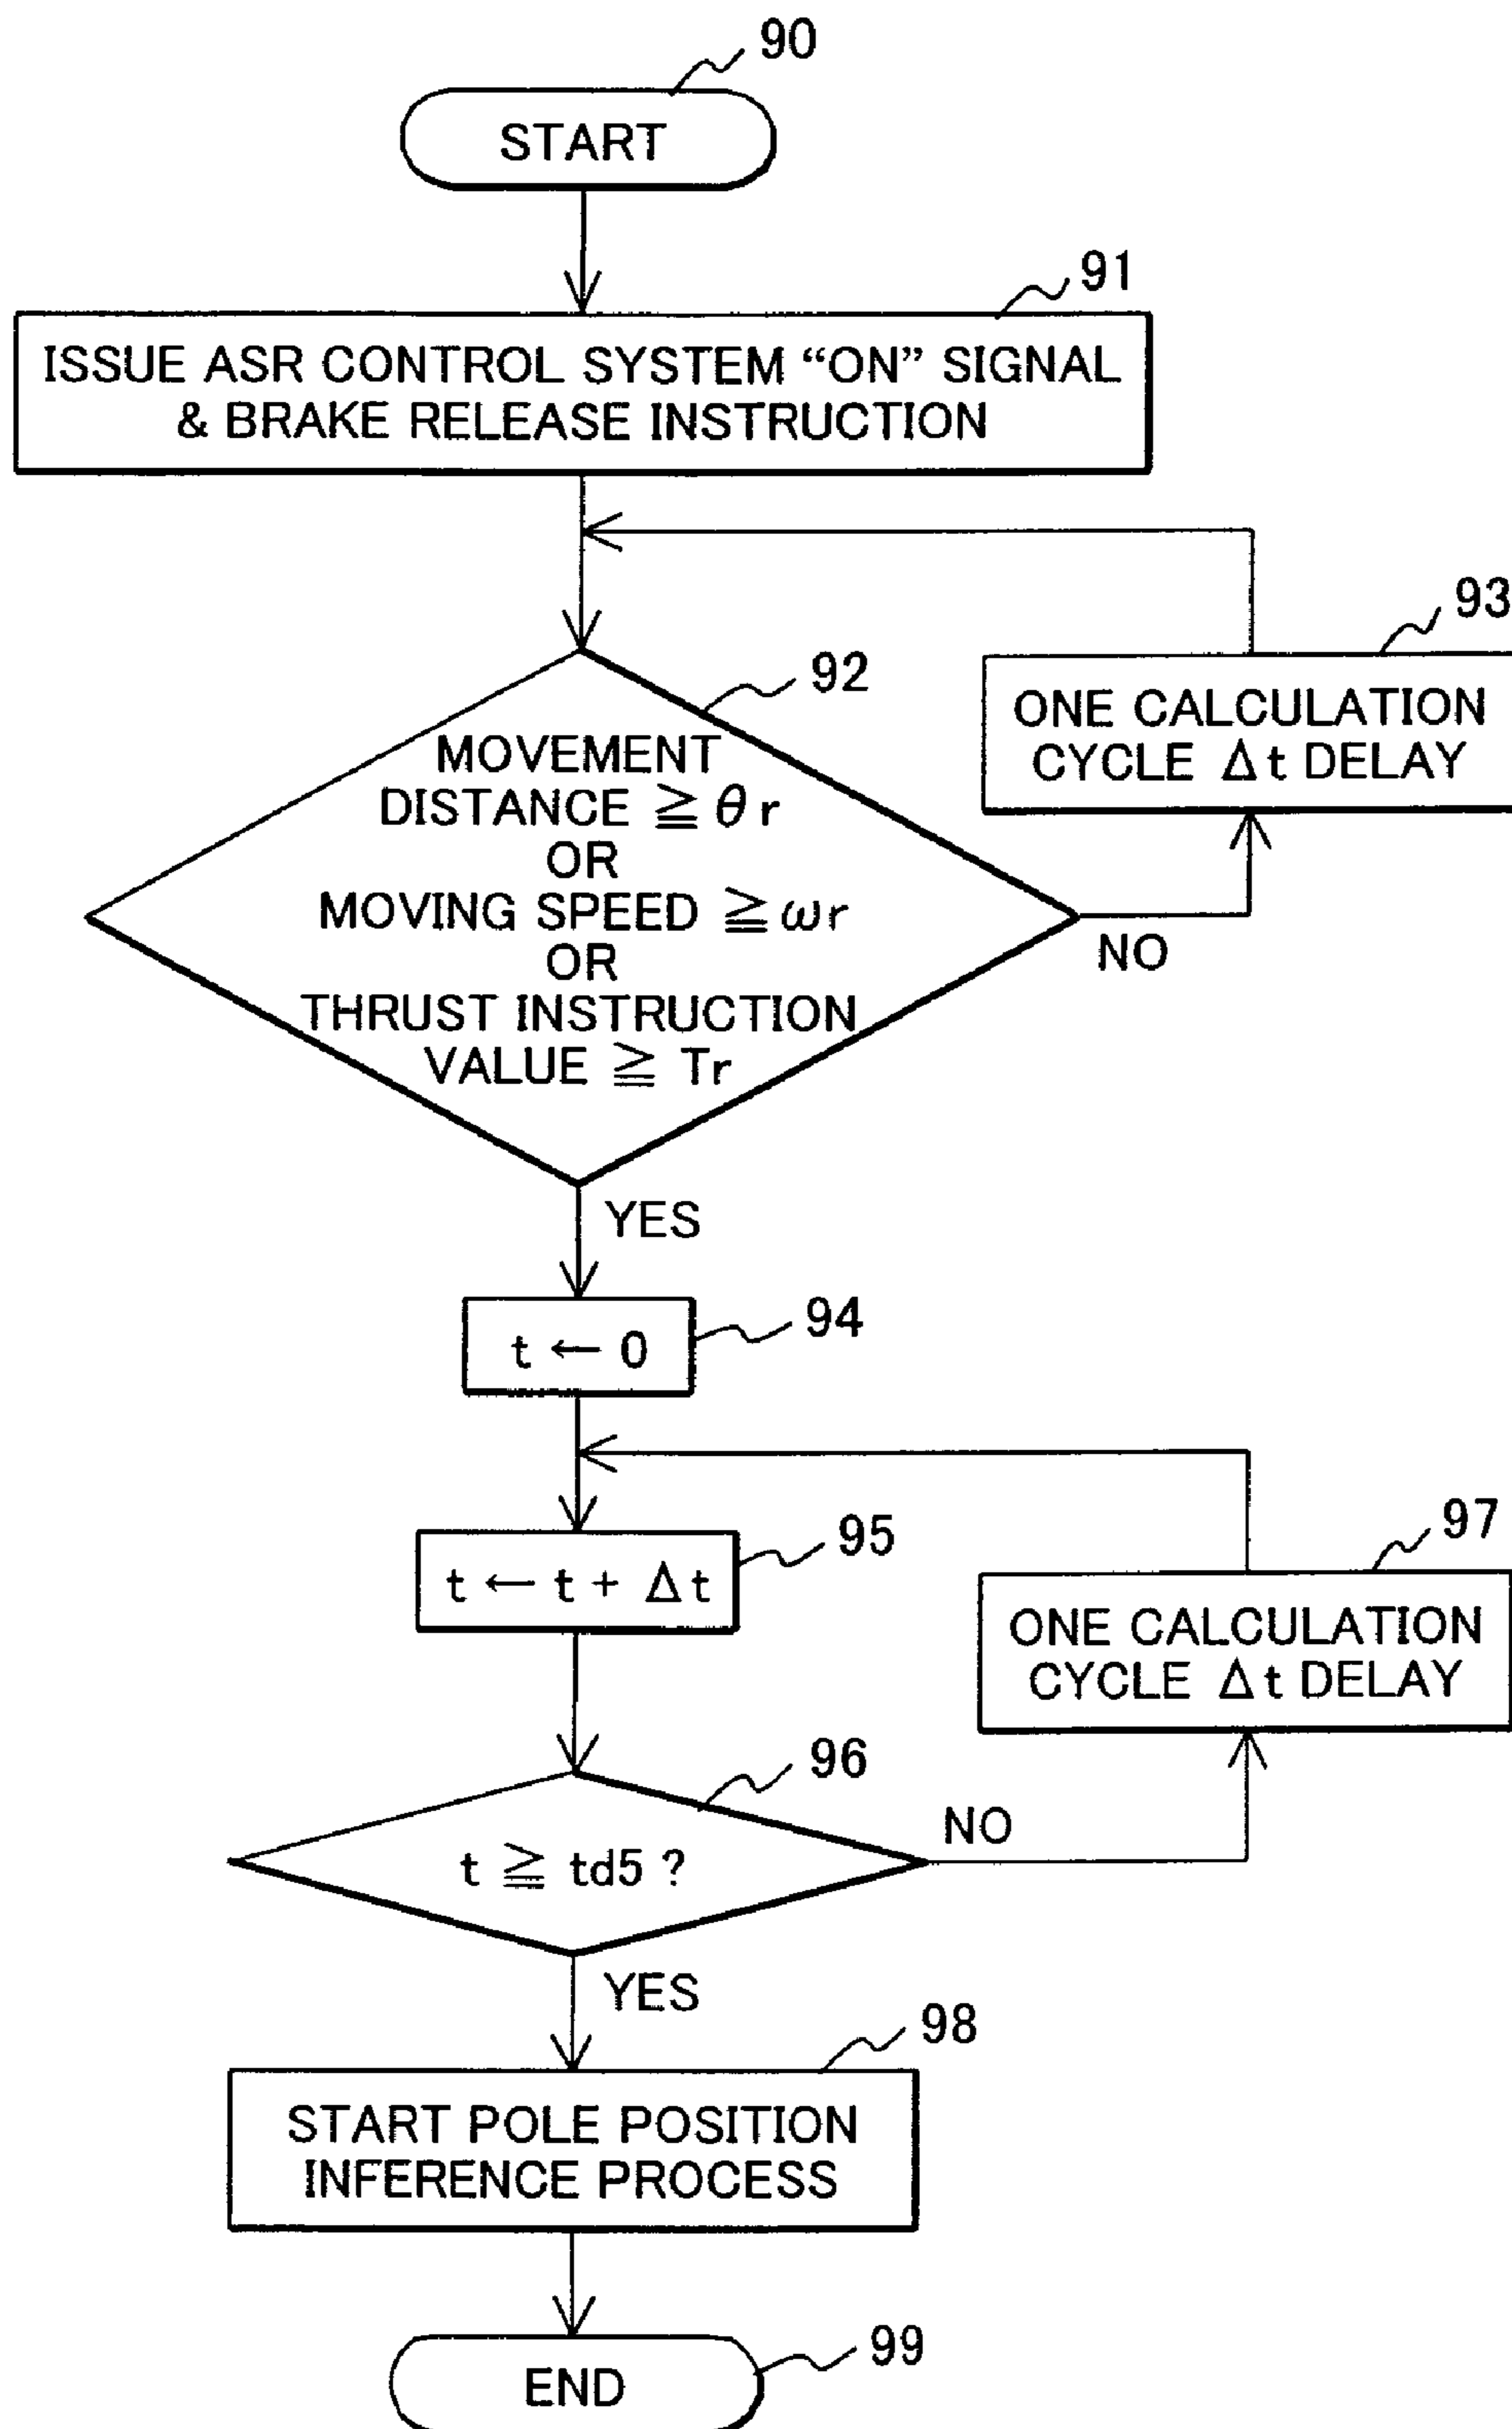 90
START
91
ISSUE ASR CONTROL SYSTEM “ON” SIGNAL
& BRAKE RELEASE INSTRUCTION
93
ONE CALCULATION
CYCLE Δt DELAY
92
MOVEMENT
DISTANCE ≧ θr
OR
MOVING SPEED ≧ ωr
OR
THRUST INSTRUCTION
VALUE ≧ Tr
NO
YES
94
t ← 0
95
t ← t + Δt
97
ONE CALCULATION
CYCLE Δt DELAY
96
t ≧ td5 ?
NO
YES
98
START POLE POSITION
INFERENCE PROCESS
99
END